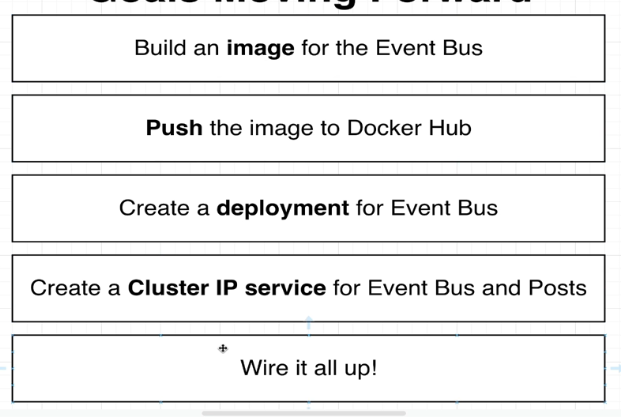 Goals Moving Forward
Build an image for the Event Bus
Push the image to Docker Hub
Create a deployment for Event Bus
Create a Cluster IP service for Event Bus and Posts
Wire it all up!